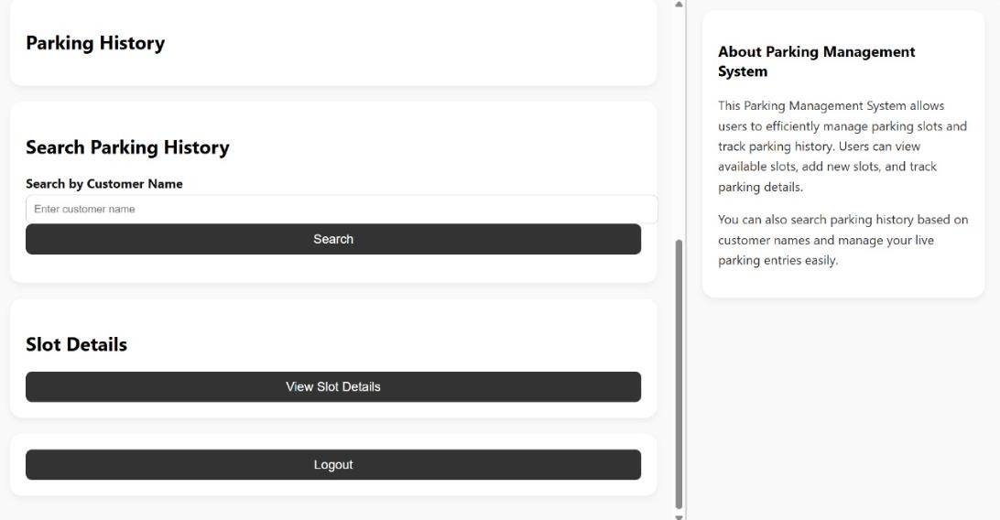 Parking History
Search Parking History
Search by Customer Name
Enter customer name
Search
Slot Details
View Slot Details
Logout
About Parking Management
System
This Parking Management System allows
users to efficiently manage parking slots and
track parking history. Users can view
available slots, add new slots, and track
parking details.
You can also search parking history based on
customer names and manage your live
parking entries easily.